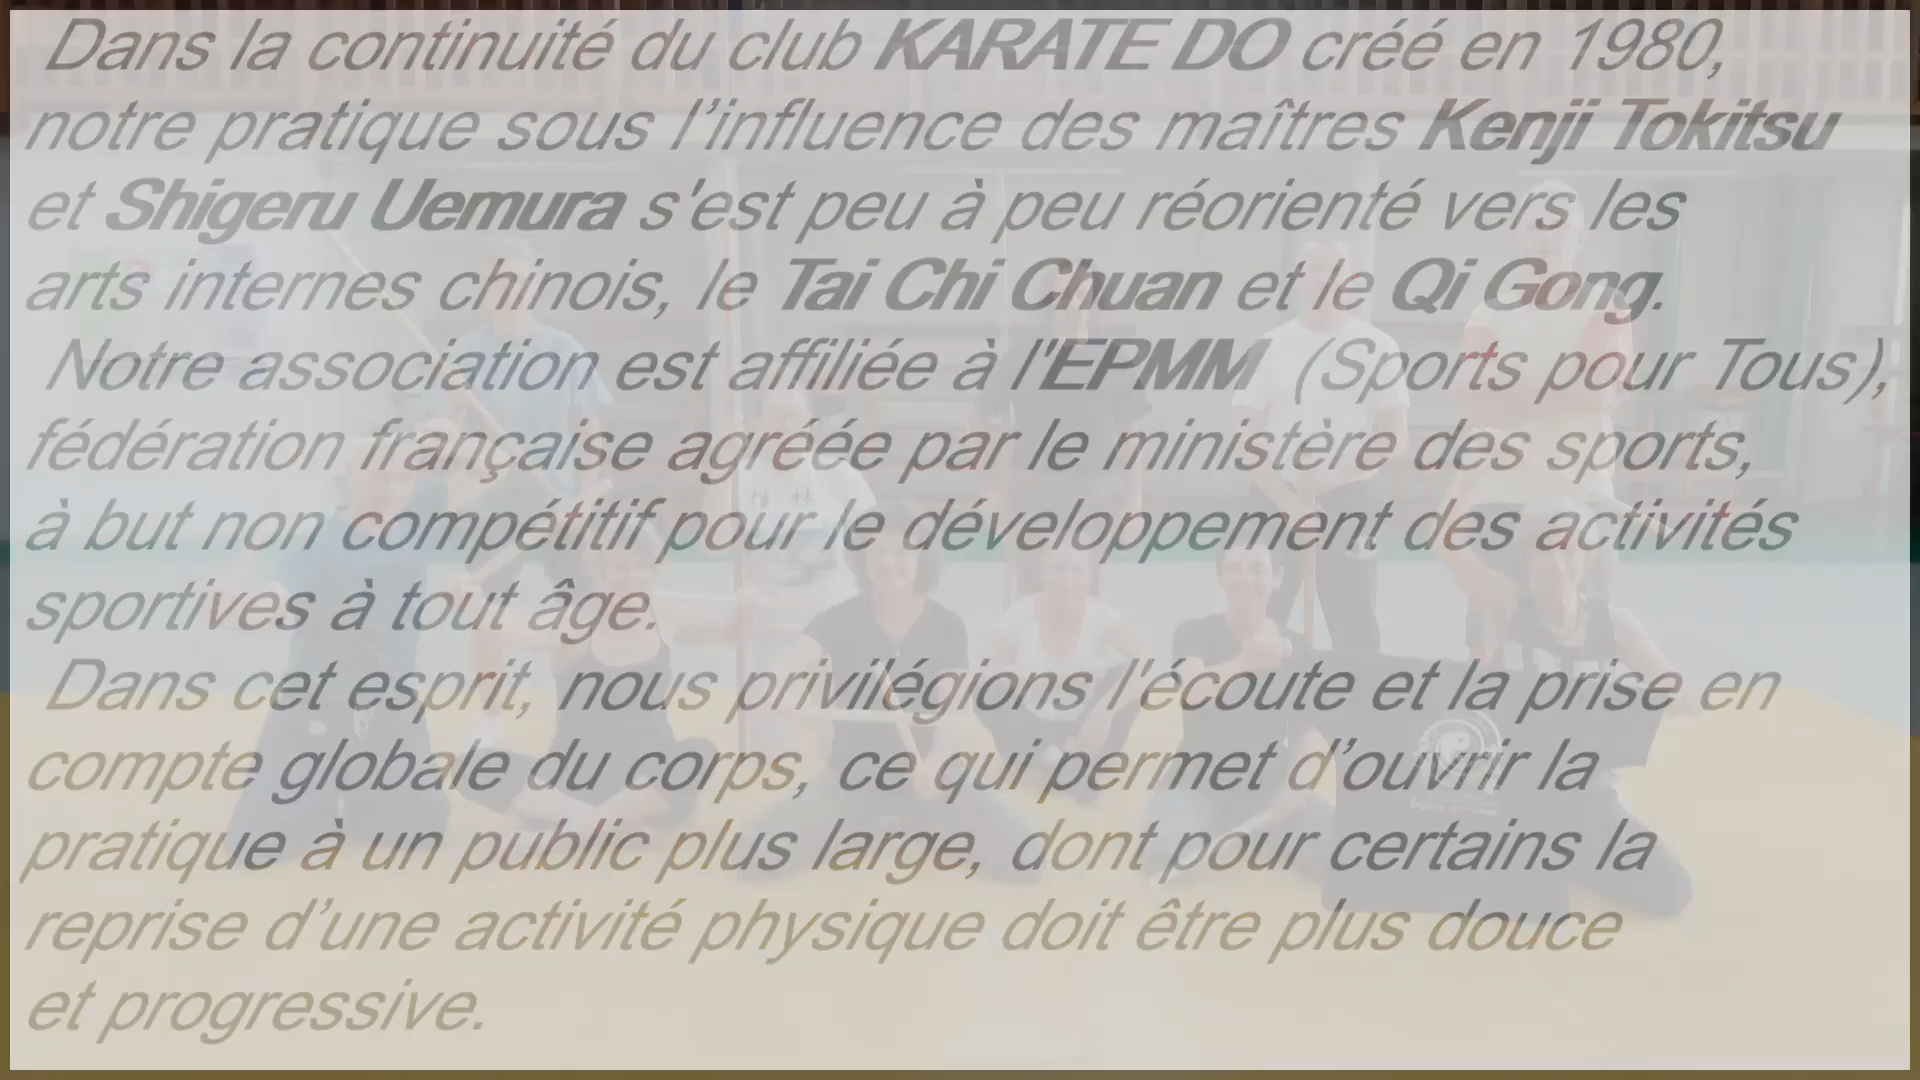 Dans la continuité du club KARATE DO créé en 1980,
notre pratique sous l’influence des maîtres Kenji Tokitsu
et Shigeru Uemura s'est peu à peu réorienté vers les
arts internes chinois, le Tai Chi Chuan et le Qi Gong.
Notre association est affiliée à l'EPMM (Sports pour Tous),
fédération française agréée par le ministère des sports,
à but non compétitif pour le développement des activités
sportives à tout âge.
Dans cet esprit, nous privilégions l'écoute et la prise en
compte globale du corps, ce qui permet d’ouvrir la
pratique à un public plus large, dont pour certains la
reprise d’une activité physique doit être plus douce
et progressive.